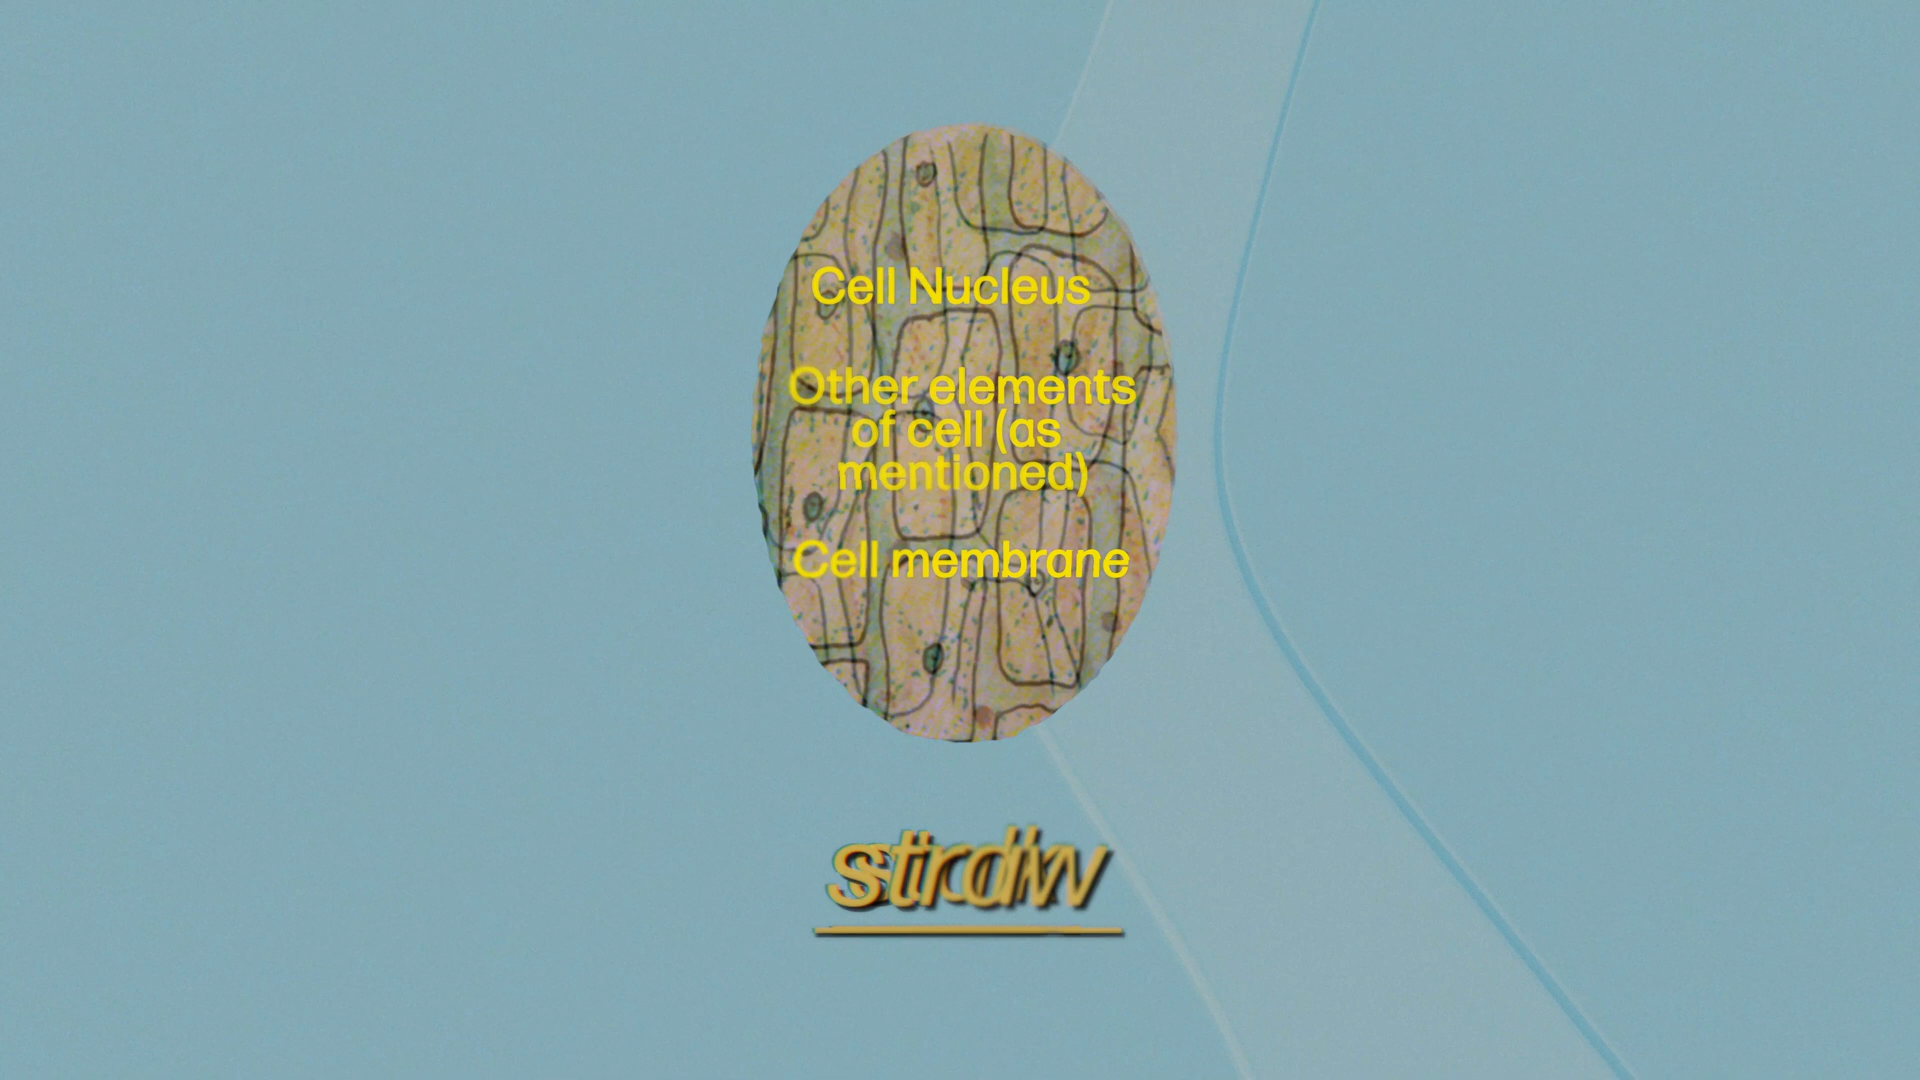 Cell Nucleus
Other elements
of cell (as
mentioned)
Cell membrane